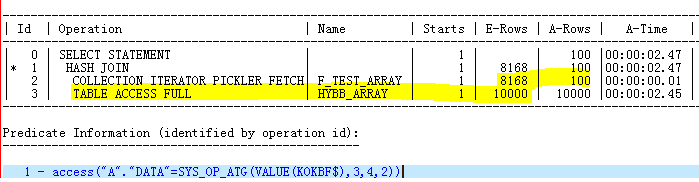 | Id | Operation | Name | Starts | E-Rows | A-Rows | A-Time |
| 0 | SELECT STATEMENT | | 1 | | 100 |00:00:02.47
|* 1 | HASH JOIN | | 1 | 8168 | 100 |00:00:02.47
| 2 | COLLECTION ITERATOR PICKLER FETCH| F_TEST_ARRAY | 1 | 8168 | 100 |00:00:00.01
| 3 | TABLE ACCESS FULL | HYBB_ARRAY | 1 | 10000 | 10000 |00:00:02.45
Predicate Information (identified by operation id):
---------------------------------------------------
1 - access("A"."DATA"=SYS_OP_ATG(VALUE(KOKBF$),3,4,2))